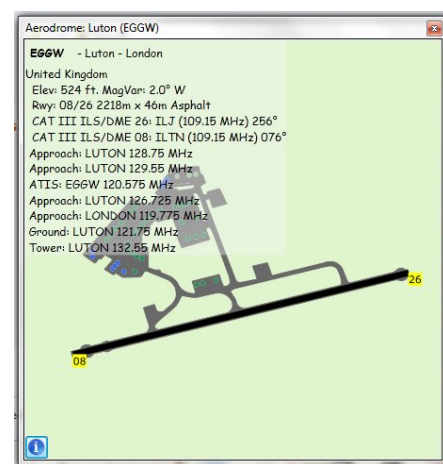 Aerodrome: Luton (EGGW)
EGGW - Luton - London
United Kingdom
Elev: 524 ft. MagVar: 2.0° W
Rwy: 08/26 2218m x 46m Asphalt
CAT III ILS/DME 26: ILJ (109.15 MHz) 256°
CAT III ILS/DME 08: ILTN (109.15 MHz) 076°
Approach: LUTON 128.75 MHz
Approach: LUTON 129.55 MHz
ATIS: EGGW 120.575 MHz
Approach: LUTON 126.725 MHz
Approach: LONDON 119.775 MHz
Ground: LUTON 121.75 MHz
Tower: LUTON 132.55 MHz
26
08